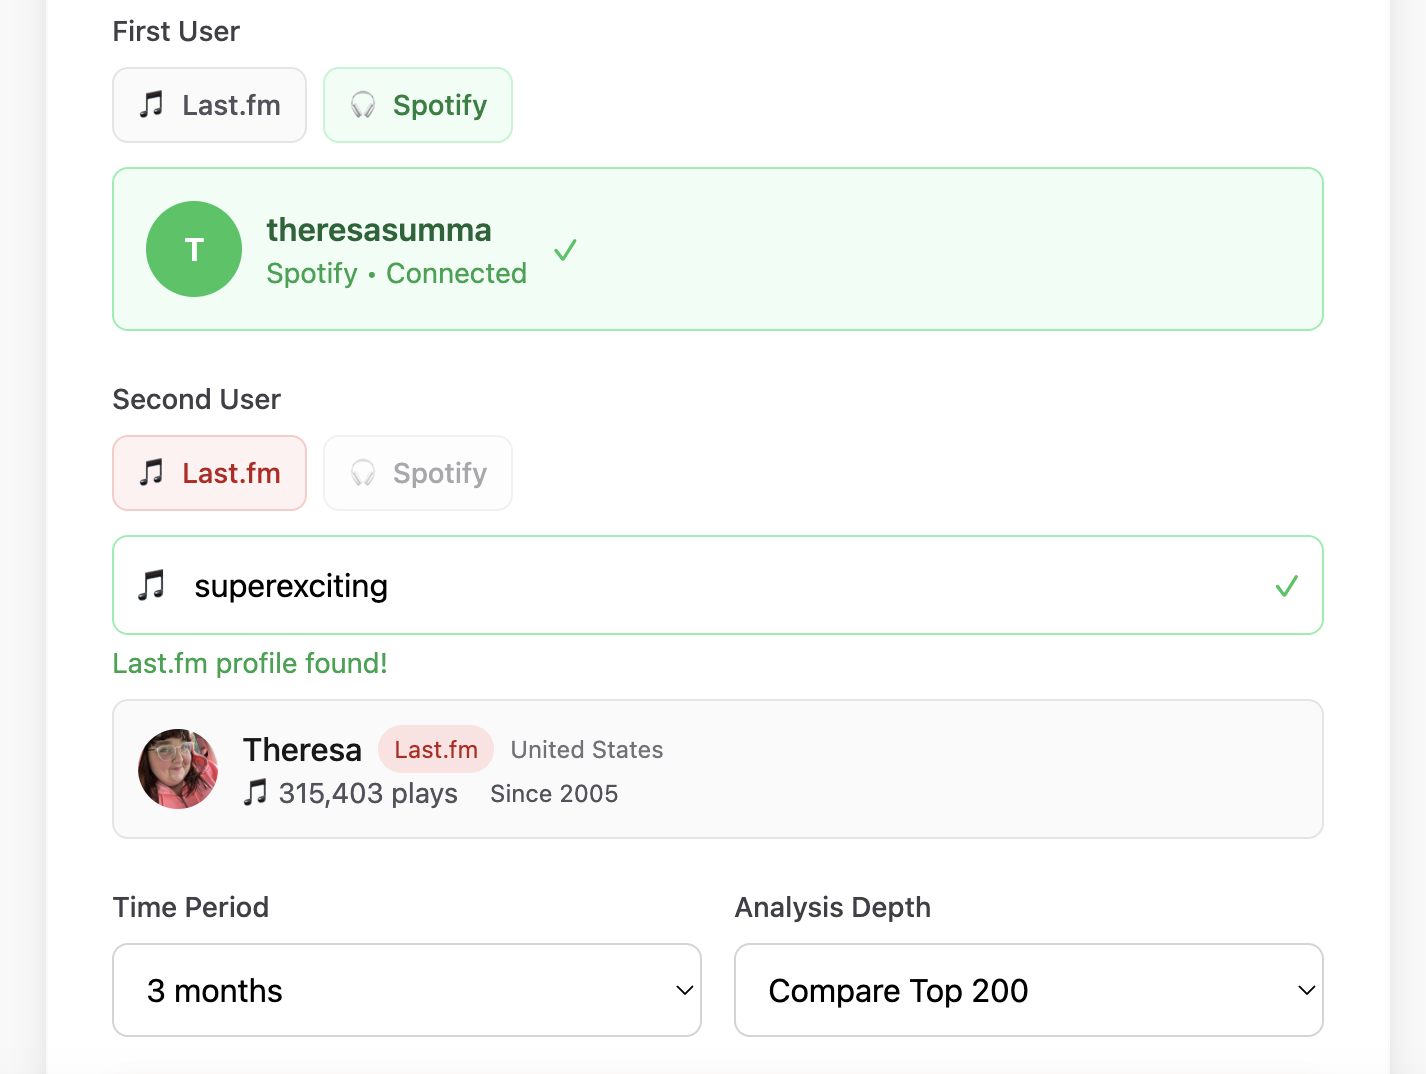 First User
Last.fm
Spotify
T
theresasumma
Spotify • Connected
Second User
Last.fm
Spotify
superexciting
Last.fm profile found!
Theresa Last.fm United States
315,403 plays Since 2005
Time Period
Analysis Depth
3 months
Compare Top 200